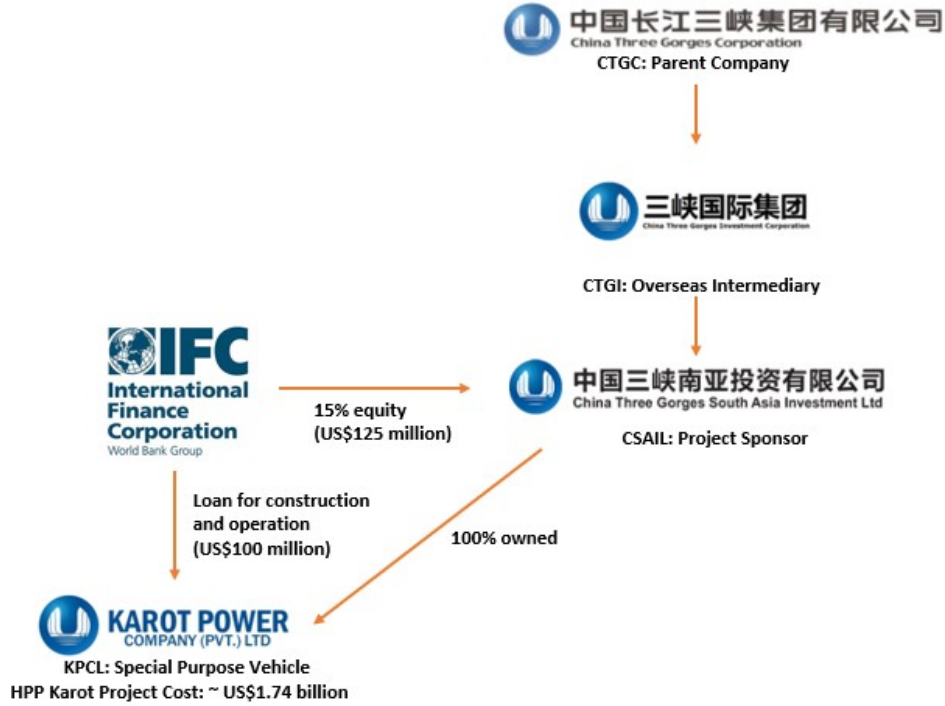 中国长江三峡集团有限公司
China Three Gorges Corporation
CTGC: Parent Company
三峡国际集团
China Three Gorges Investment Corporation
CTGI: Overseas Intermediary
IFC
International
Finance
Corporation
World Bank Group
15% equity
(US$125 million)
中国三峡南亚投资有限公司
China Three Gorges South Asia Investment Ltd
CSAIL: Project Sponsor
Loan for construction
and operation
(US$100 million)
100% owned
KAROT POWER
COMPANY (PVT.) LTD
KPCL: Special Purpose Vehicle
HPP Karot Project Cost: ~ US$1.74 billion